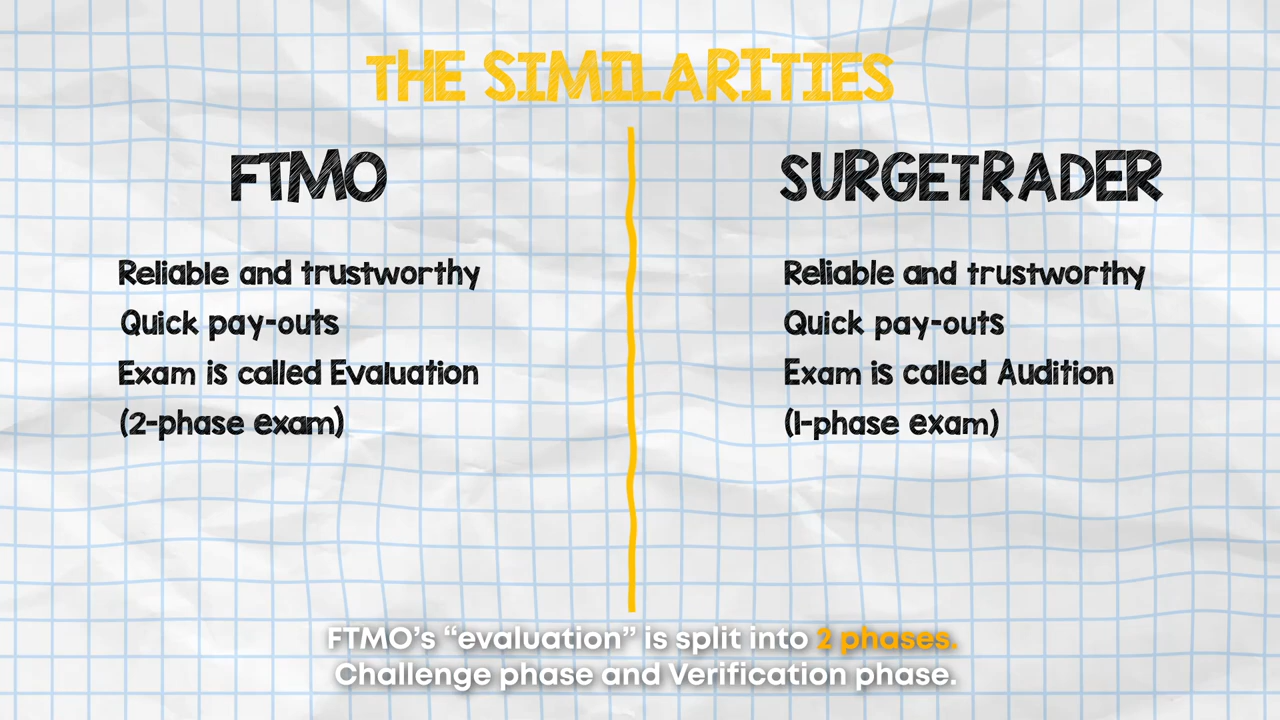 THE SIMILARITIES
FTMO
Reliable and trustworthy
Quick pay-outs
Exam is called Evaluation
(2-phase exam)
SURGETRADER
Reliable and trustworthy
Quick pay-outs
Exam is called Audition
(1-phase exam)
FTMO's “evaluation” is split into 2 phases.
Challenge phase and Verification phase.